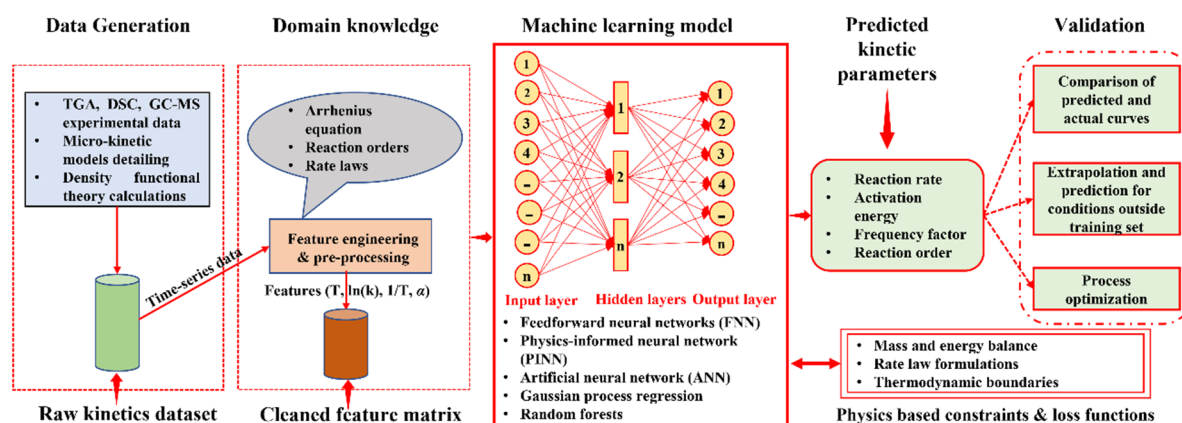 Data Generation
• TGA, DSC, GC-MS
experimental data
• Micro-kinetic
models detailing
• Density functional
theory calculations
Time-series data
Raw kinetics dataset
Domain knowledge
• Arrhenius
equation
• Reaction orders
• Rate laws
Feature engineering
& pre-processing
Features (T, ln(k), 1/T, α)
Cleaned feature matrix
Machine learning model
1
2
3
4
–
–
–
n
1
2
n
1
2
3
4
–
n
Input layer Hidden layers Output layer
• Feedforward neural networks (FNN)
• Physics-informed neural network
(PINN)
• Artificial neural network (ANN)
• Gaussian process regression
• Random forests
Predicted
kinetic
parameters
• Reaction rate
• Activation
energy
• Frequency factor
• Reaction order
Validation
Comparison of
predicted and
actual curves
Extrapolation and
prediction for
conditions outside
training set
Process
optimization
• Mass and energy balance
• Rate law formulations
• Thermodynamic boundaries
Physics based constraints & loss functions